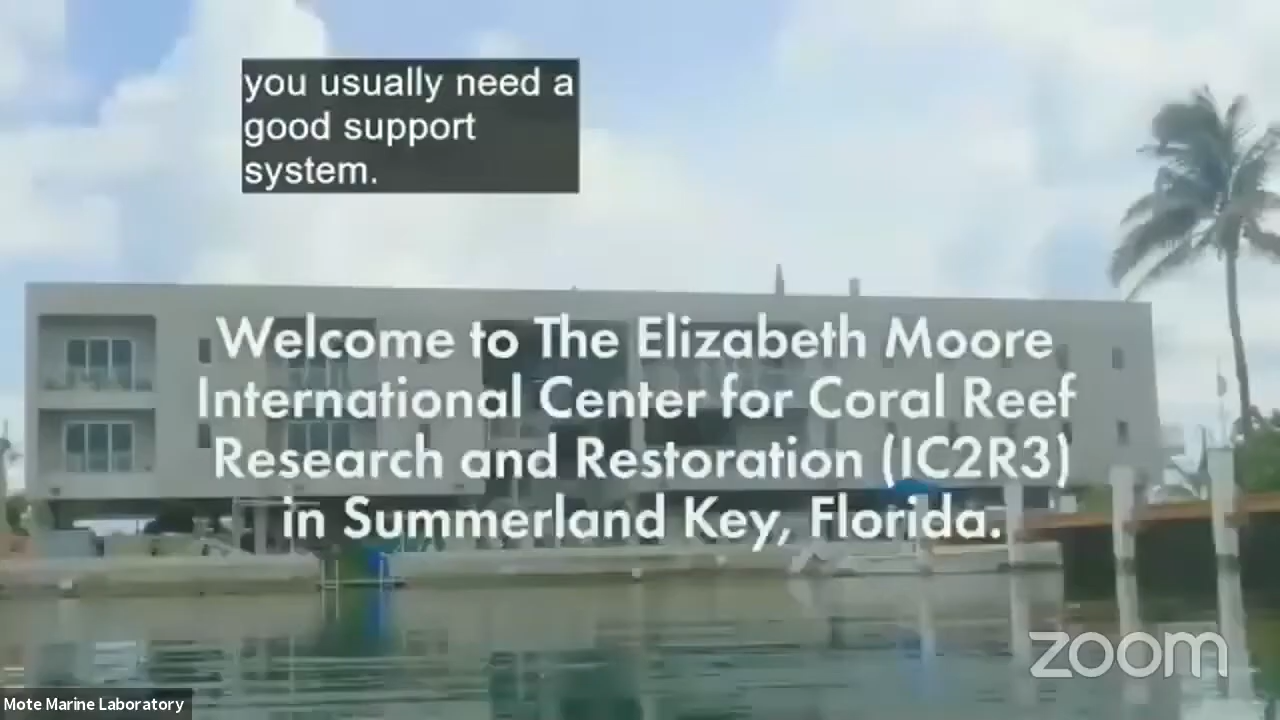 you usually need a
good support
system.
Welcome to The Elizabeth Moore
International Center for Coral Reef
Research and Restoration (IC2R3)
in Summerland Key, Florida.
zoom
Mote Marine Laboratory